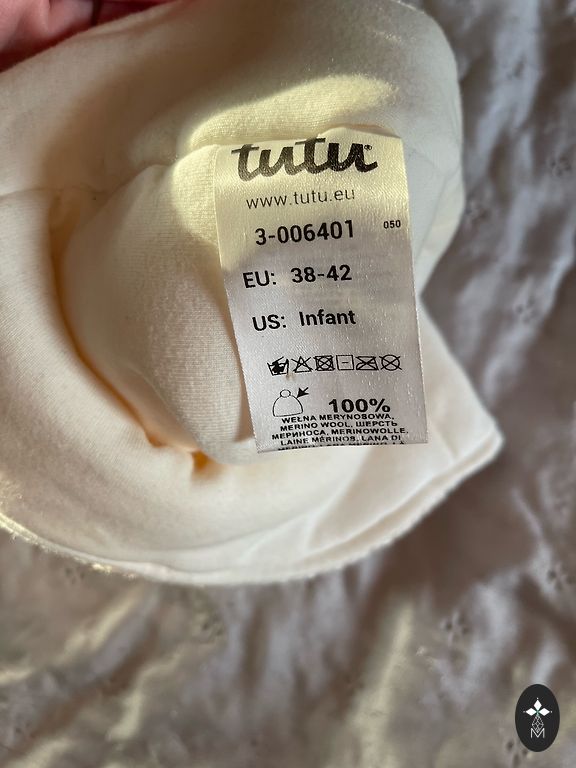 tutu
www.tutu.eu
3-006401 050
EU: 38-42
US: Infant
100%
WEŁNA MERYNOSOWA,
MERINO WOOL, ШЕРСТЬ
МЕРИНОСА, MERINOWOLLE,
LAINE MÉRINOS, LANA DI
M